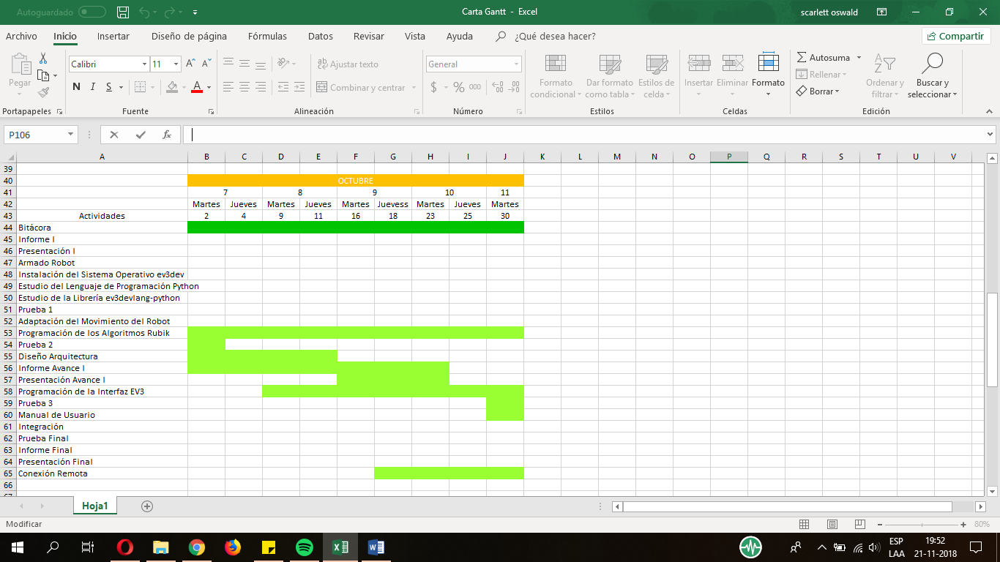 Autoguardado
Carta Gantt - Excel
scarlett oswald
Archivo Inicio Insertar Diseño de página Fórmulas Datos Revisar Vista Ayuda ¿Qué desea hacer? Compartir
Pegar
Portapapeles
Calibri 11
N K S A
Fuente
Ajustar texto
Combinar y centrar
Alineación
General
$ % 000
Número
Formato condicional
Dar formato como tabla
Estilos de celda
Estilos
Insertar Eliminar Formato
Celdas
Autosuma
Rellenar
Borrar
Ordenar y filtrar
Buscar y seleccionar
Edición
P106 fx
A B C D E F G H I J K L M N O P Q R S T U V
39
40 OCTUBRE
41 7 8 9 10 11
42 Martes Jueves Martes Jueves Martes Juevess Martes Jueves Martes
43 Actividades 2 4 9 11 16 18 23 25 30
44 Bitácora
45 Informe I
46 Presentación I
47 Armado Robot
48 Instalación del Sistema Operativo ev3dev
49 Estudio del Lenguaje de Programación Python
50 Estudio de la Librería ev3devlang-python
51 Prueba 1
52 Adaptación del Movimiento del Robot
53 Programación de los Algoritmos Rubik
54 Prueba 2
55 Diseño Arquitectura
56 Informe Avance I
57 Presentación Avance I
58 Programación de la Interfaz EV3
59 Prueba 3
60 Manual de Usuario
61 Integración
62 Prueba Final
63 Informe Final
64 Presentación Final
65 Conexión Remota
66
Hoja1
Modificar
80%
ESP
LAA
19:52
21-11-2018